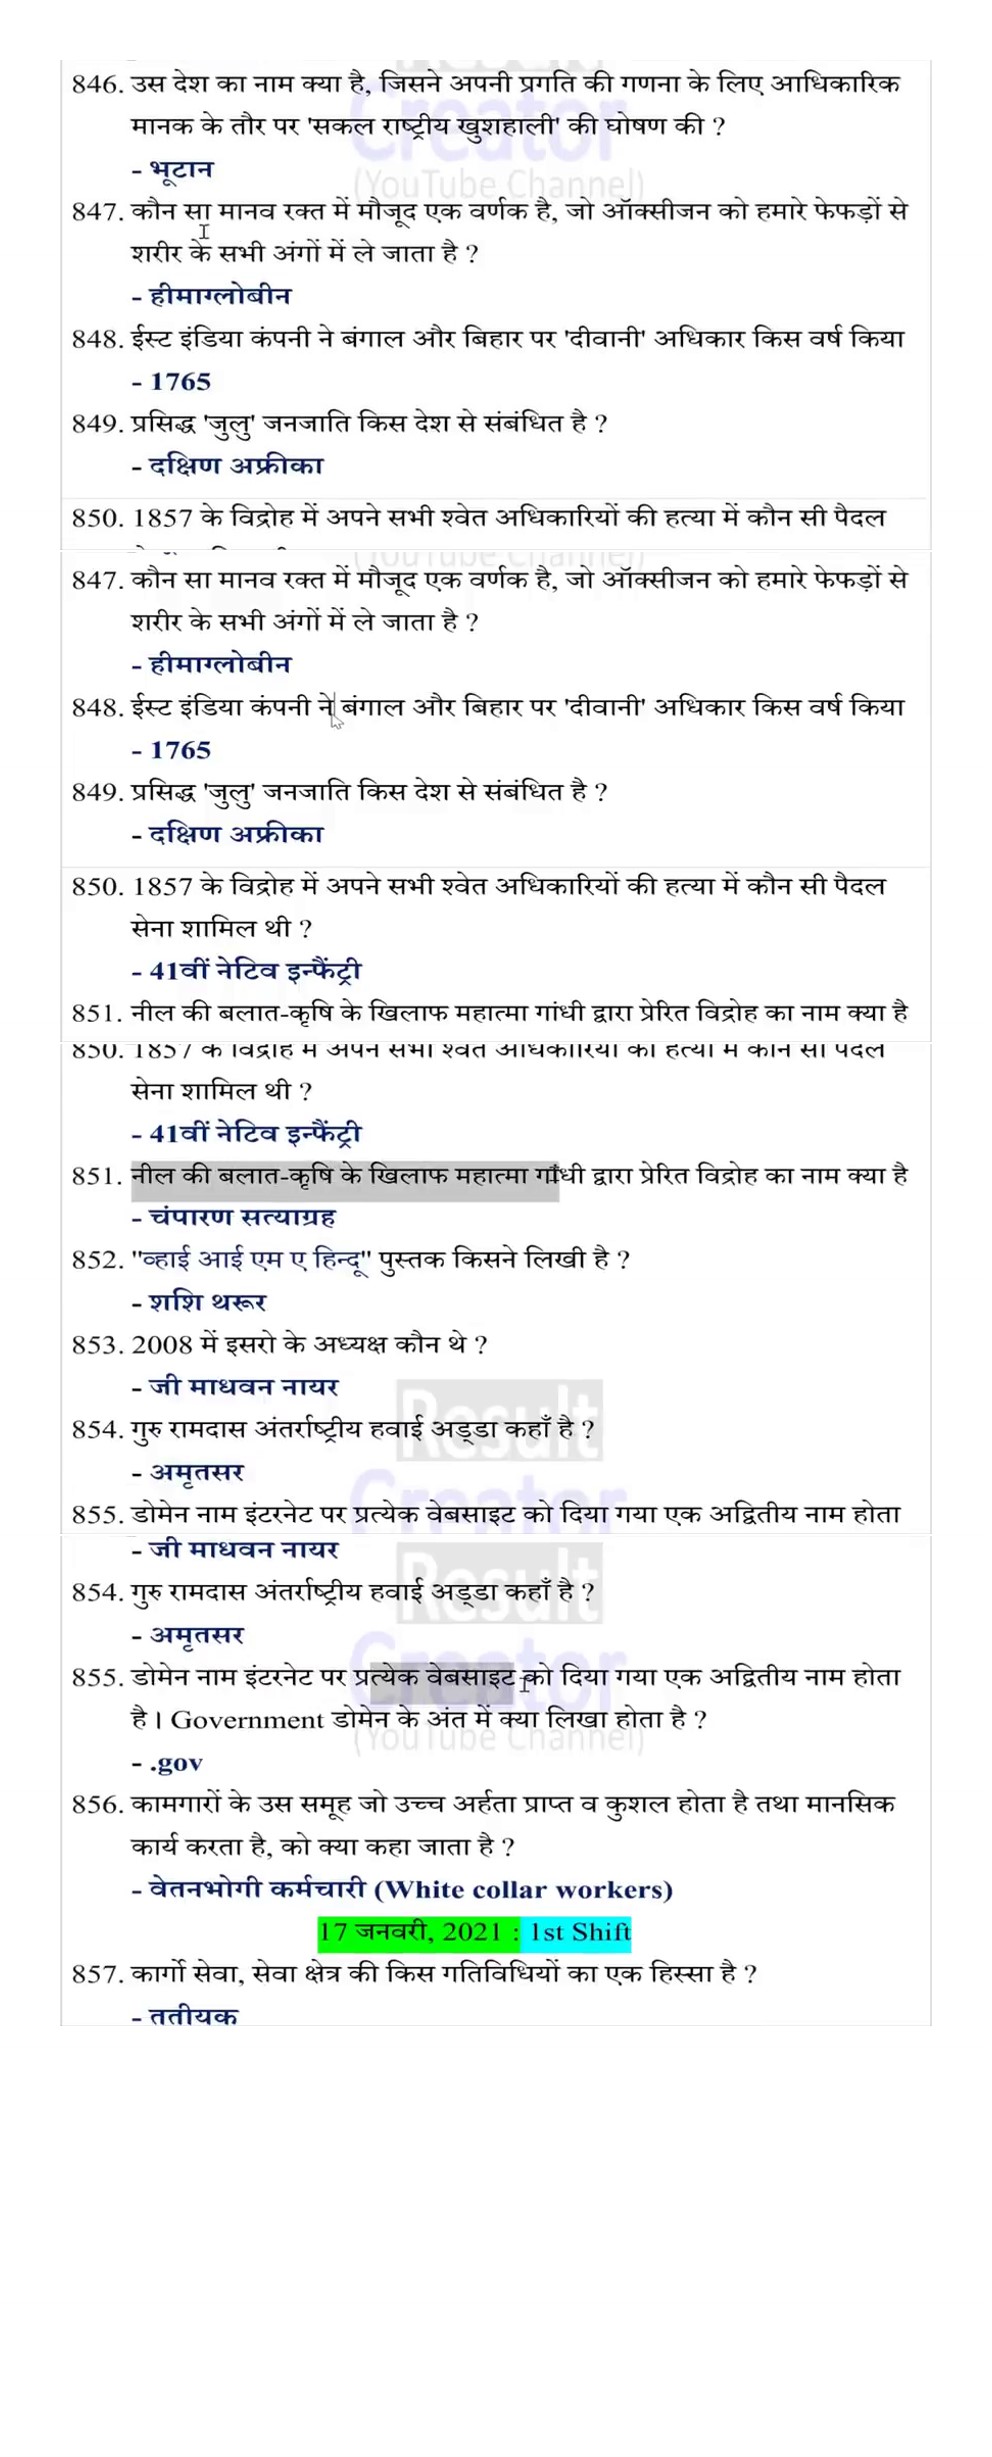 846. उस देश का नाम क्या है, जिसने अपनी प्रगति की गणना के लिए आधिकारिक
मानक के तौर पर 'सकल राष्ट्रीय खुशहाली' की घोषण की ?
- भूटान
(YouTube Channel)
847. कौन सा मानव रक्त में मौजूद एक वर्णक है, जो ऑक्सीजन को हमारे फेफड़ों से
शरीर के सभी अंगों में ले जाता है ?
- हीमाग्लोबीन
848. ईस्ट इंडिया कंपनी ने बंगाल और बिहार पर 'दीवानी' अधिकार किस वर्ष किया
- 1765
849. प्रसिद्ध 'जुलु' जनजाति किस देश से संबंधित है ?
- दक्षिण अफ्रीका
850. 1857 के विद्रोह में अपने सभी श्वेत अधिकारियों की हत्या में कौन सी पैदल
847. कौन सा मानव रक्त में मौजूद एक वर्णक है, जो ऑक्सीजन को हमारे फेफड़ों से
शरीर के सभी अंगों में ले जाता है ?
- हीमाग्लोबीन
848. ईस्ट इंडिया कंपनी ने बंगाल और बिहार पर 'दीवानी' अधिकार किस वर्ष किया
- 1765
849. प्रसिद्ध 'जुलु' जनजाति किस देश से संबंधित है ?
- दक्षिण अफ्रीका
850. 1857 के विद्रोह में अपने सभी श्वेत अधिकारियों की हत्या में कौन सी पैदल
सेना शामिल थी ?
- 41वीं नेटिव इन्फैंट्री
851. नील की बलात-कृषि के खिलाफ महात्मा गांधी द्वारा प्रेरित विद्रोह का नाम क्या है
850. 1857 के विद्रोह में अपने सभी श्वेत अधिकारियों की हत्या में कौन सी पैदल
सेना शामिल थी ?
- 41वीं नेटिव इन्फैंट्री
851. नील की बलात-कृषि के खिलाफ महात्मा गांधी द्वारा प्रेरित विद्रोह का नाम क्या है
- चंपारण सत्याग्रह
852. "व्हाई आई एम ए हिन्दू" पुस्तक किसने लिखी है ?
- शशि थरूर
853. 2008 में इसरो के अध्यक्ष कौन थे ?
- जी माधवन नायर
Result
854. गुरु रामदास अंतर्राष्ट्रीय हवाई अड्डा कहाँ है ?
- अमृतसर
Creator
855. डोमेन नाम इंटरनेट पर प्रत्येक वेबसाइट को दिया गया एक अद्वितीय नाम होता
- जी माधवन नायर
Result
854. गुरु रामदास अंतर्राष्ट्रीय हवाई अड्डा कहाँ है ?
- अमृतसर
Creator
855. डोमेन नाम इंटरनेट पर प्रत्येक वेबसाइट को दिया गया एक अद्वितीय नाम होता
है। Government डोमेन के अंत में क्या लिखा होता है ?
(YouTube Channel)
- .gov
856. कामगारों के उस समूह जो उच्च अर्हता प्राप्त व कुशल होता है तथा मानसिक
कार्य करता है, को क्या कहा जाता है ?
- वेतनभोगी कर्मचारी (White collar workers)
17 जनवरी, 2021 : 1st Shift
857. कार्गो सेवा, सेवा क्षेत्र की किस गतिविधियों का एक हिस्सा है ?
- तृतीयक